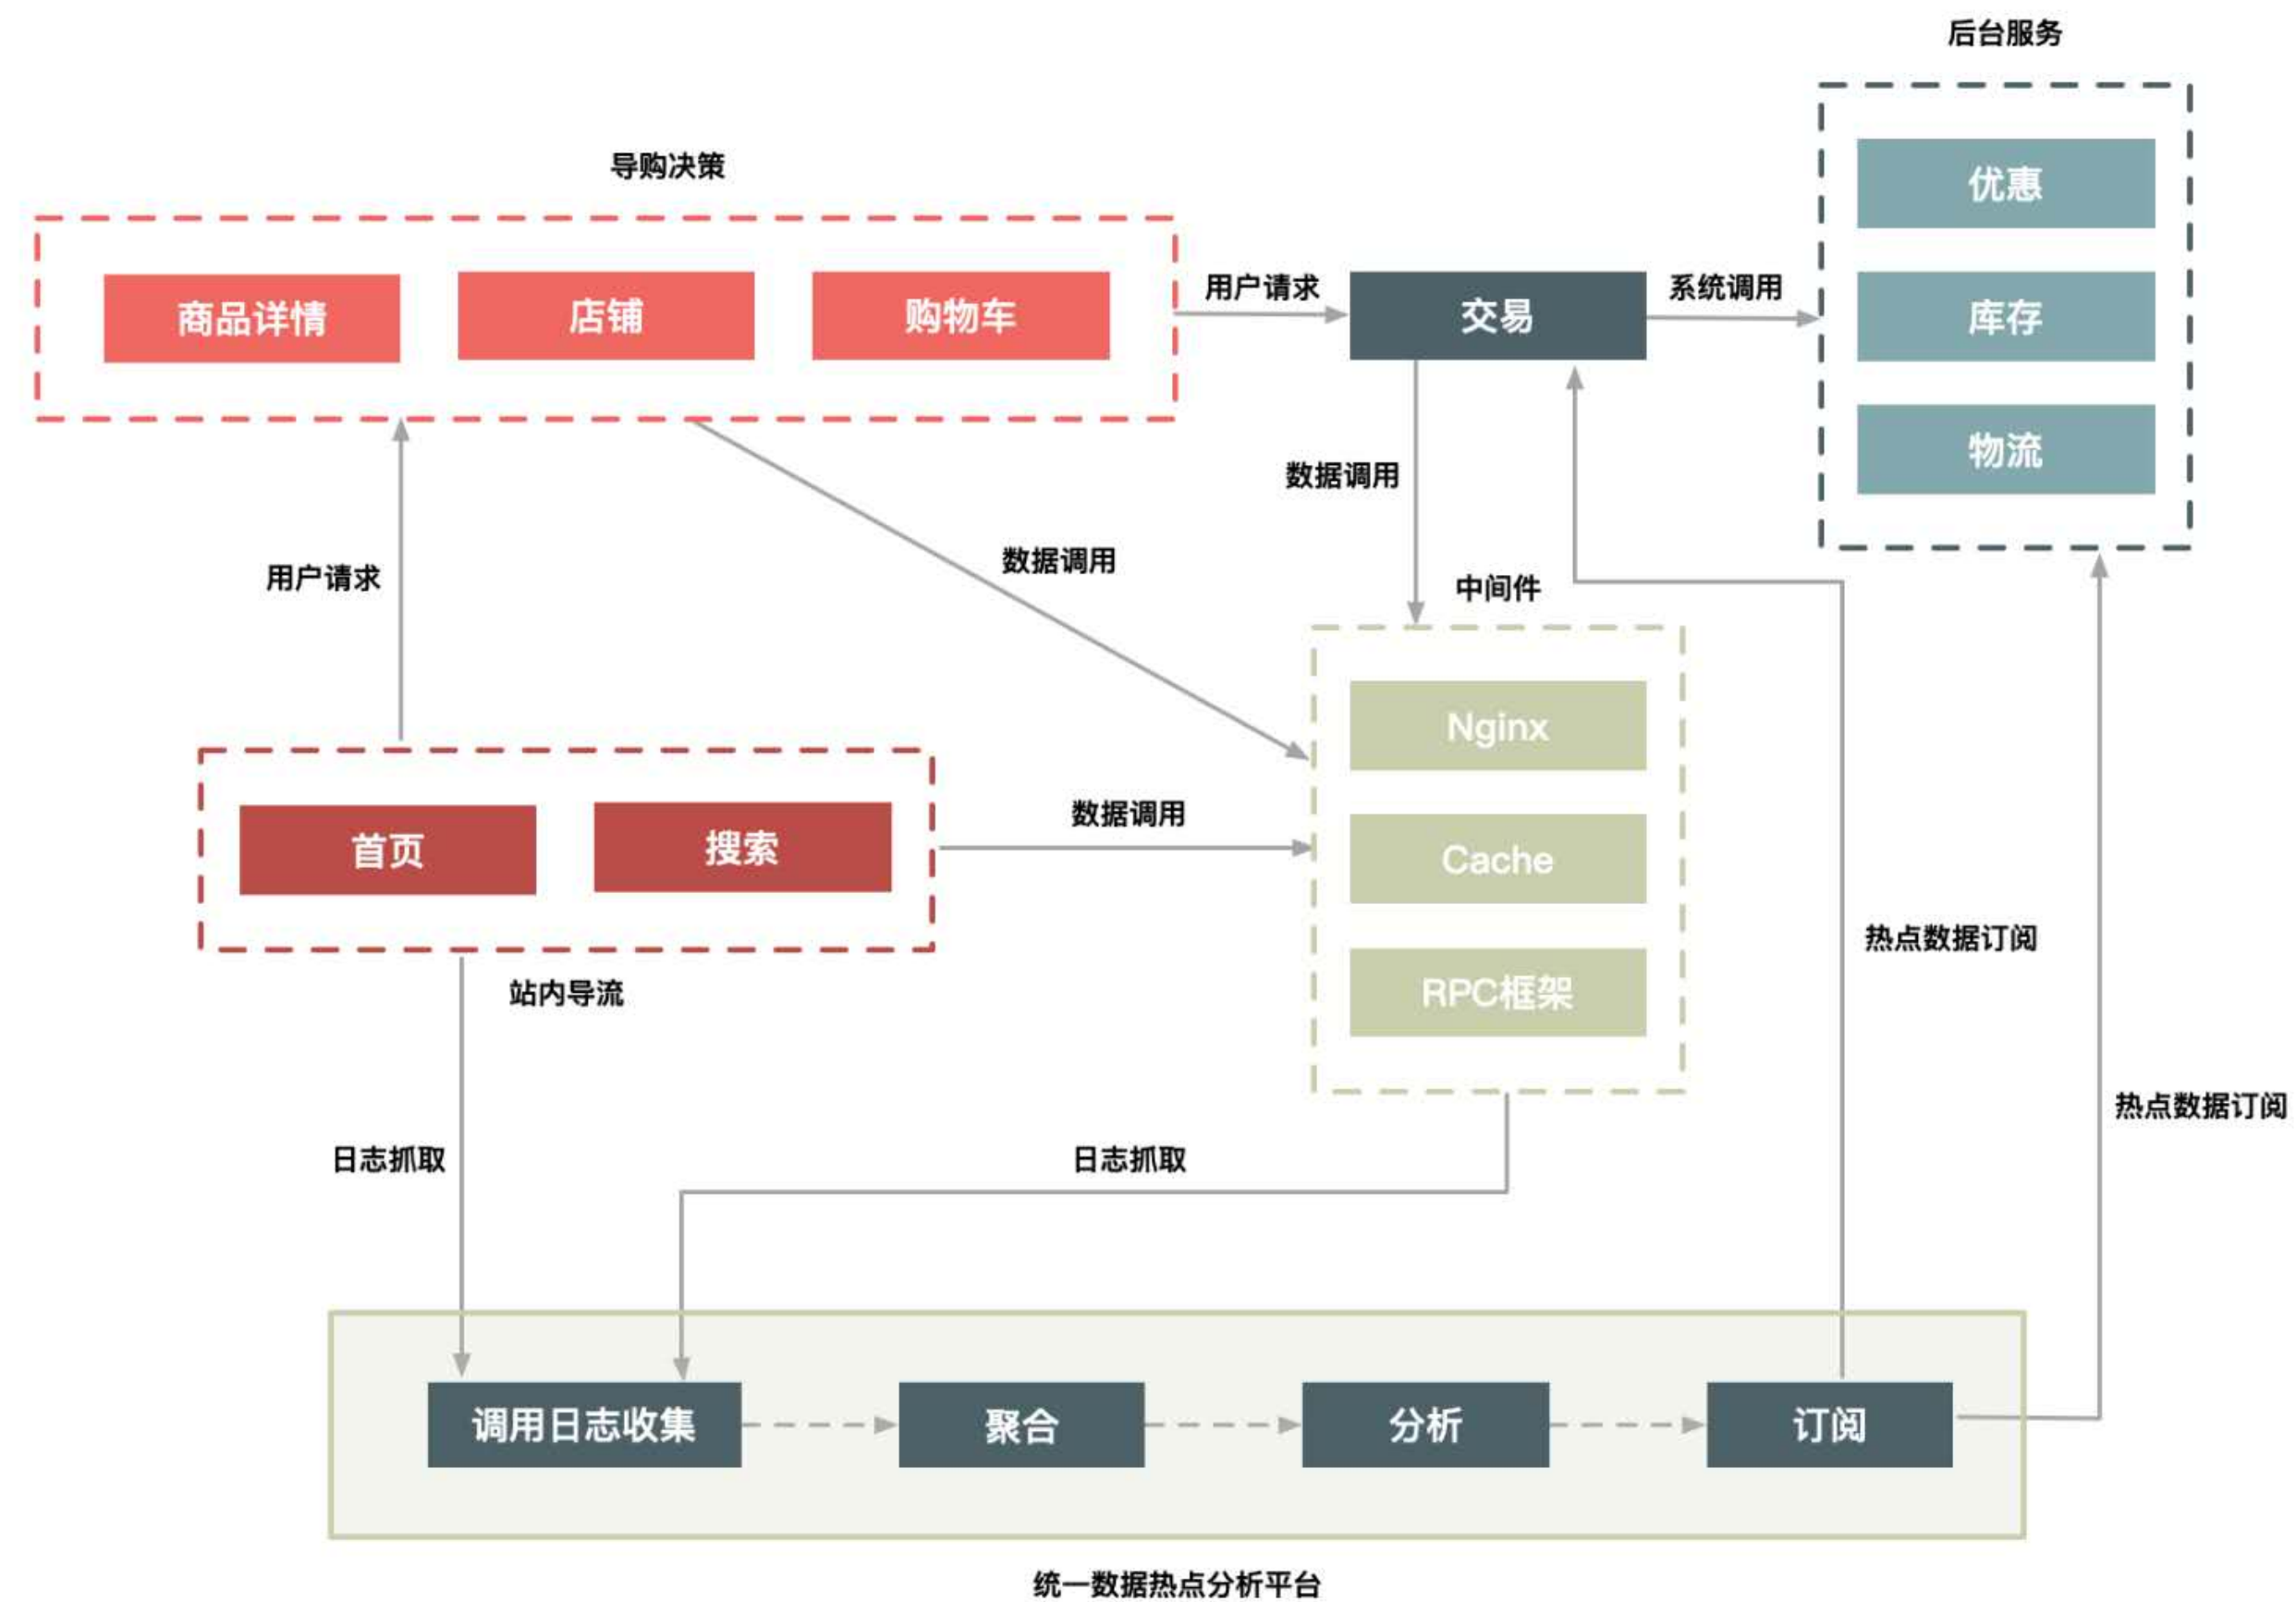 后台服务
优惠
库存
物流
导购决策
商品详情
店铺
购物车
用户请求
交易
系统调用
数据调用
数据调用
用户请求
中间件
Nginx
Cache
RPC框架
首页
搜索
数据调用
站内导流
热点数据订阅
热点数据订阅
日志抓取
日志抓取
调用日志收集
聚合
分析
订阅
统一数据热点分析平台